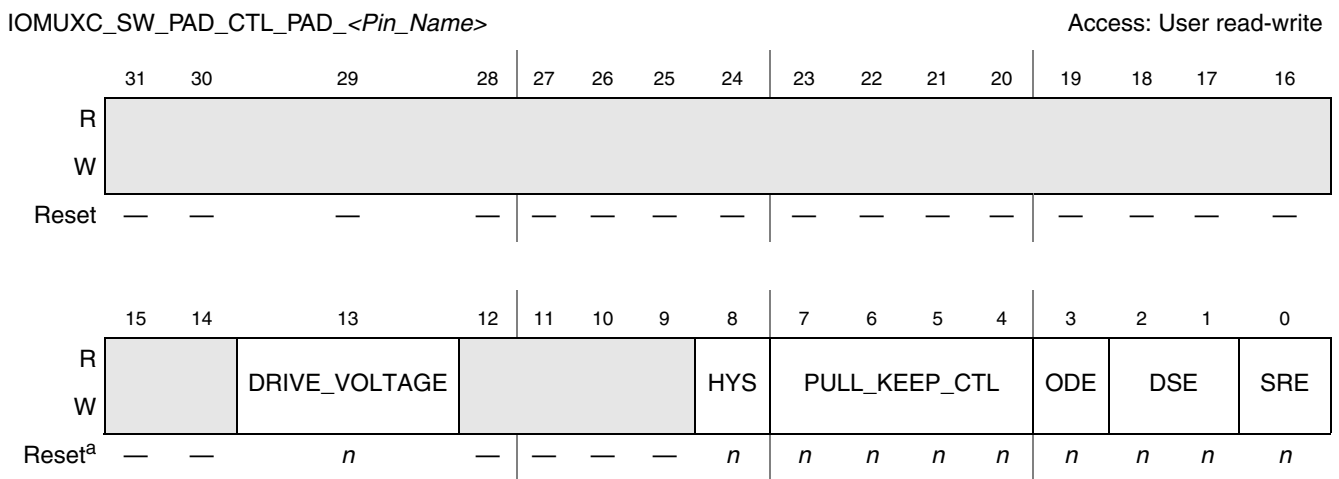 IOMUXC_SW_PAD_CTL_PAD_<Pin_Name> Access: User read-write
31 30 29 28 27 26 25 24 23 22 21 20 19 18 17 16
R
W
Reset — — — — — — — — — — — — — — — —
15 14 13 12 11 10 9 8 7 6 5 4 3 2 1 0
R
DRIVE_VOLTAGE HYS PULL_KEEP_CTL ODE DSE SRE
W
Reseta — — n — — — — n n n n n n n n n